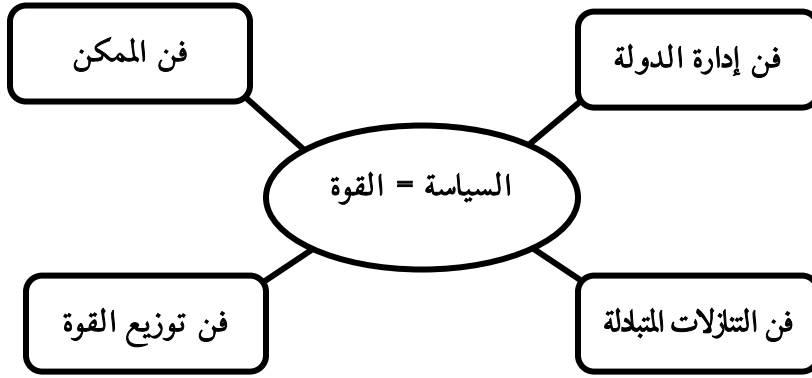 فن إدارة الدولة
فن الممكن
السياسة = القوة
فن التنازلات المتبادلة
فن توزيع القوة